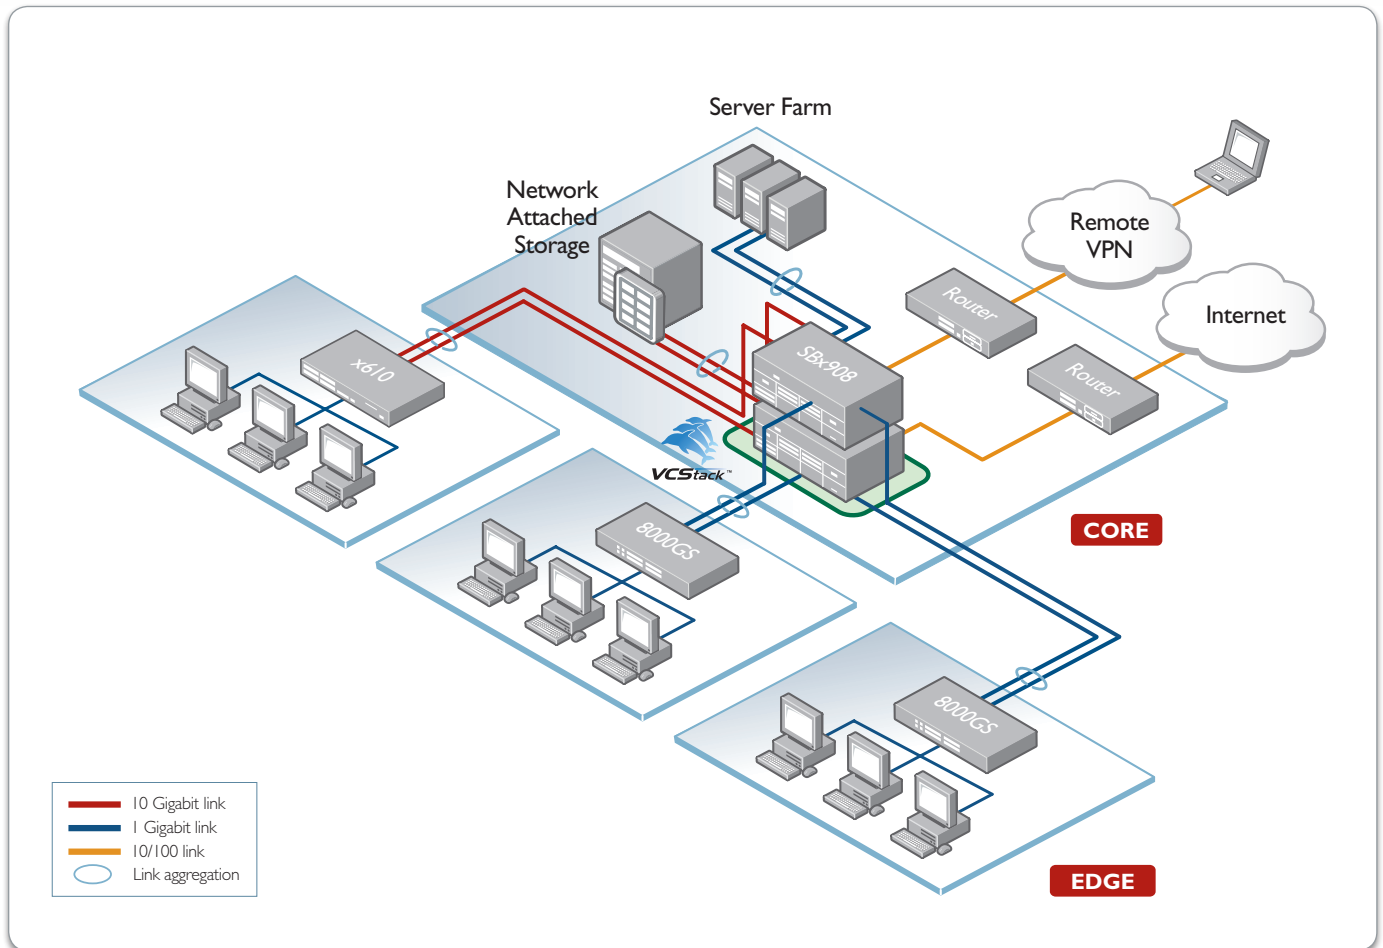 Server Farm
Network
Attached
Storage
Remote
VPN
Internet
Router
Router
x610
SBx908
VCStack™
8000GS
8000GS
CORE
EDGE
10 Gigabit link
1 Gigabit link
10/100 link
Link aggregation